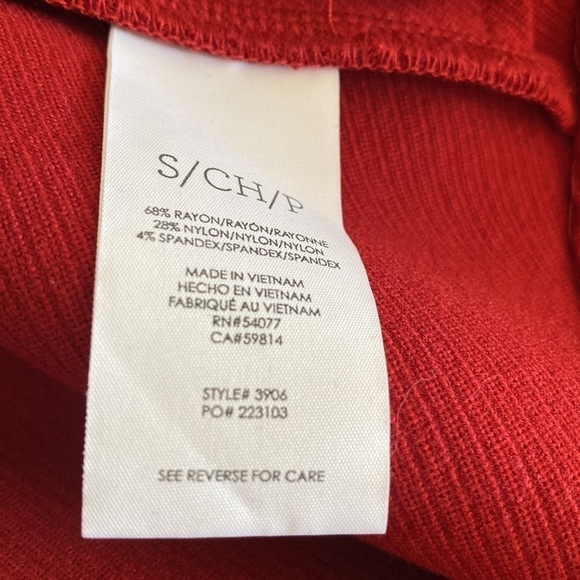 S/CH/P
68% RAYON/RAYÓN/RAYONNE
28% NYLON/NYLON/NYLON
4% SPANDEX/SPANDEX/SPANDEX
MADE IN VIETNAM
HECHO EN VIETNAM
FABRIQUÉ AU VIETNAM
RN#54077
CA#59814
STYLE# 3906
PO# 223103
SEE REVERSE FOR CARE